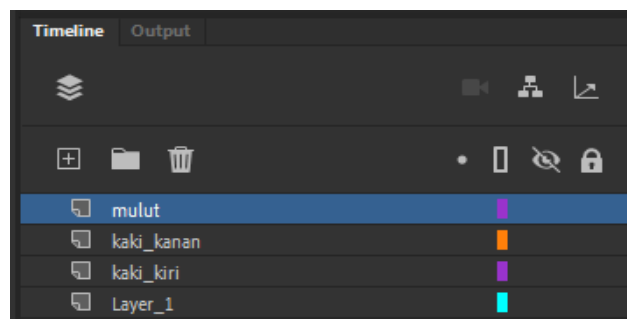 Timeline Output
mulut
kaki_kanan
kaki_kiri
Layer_1